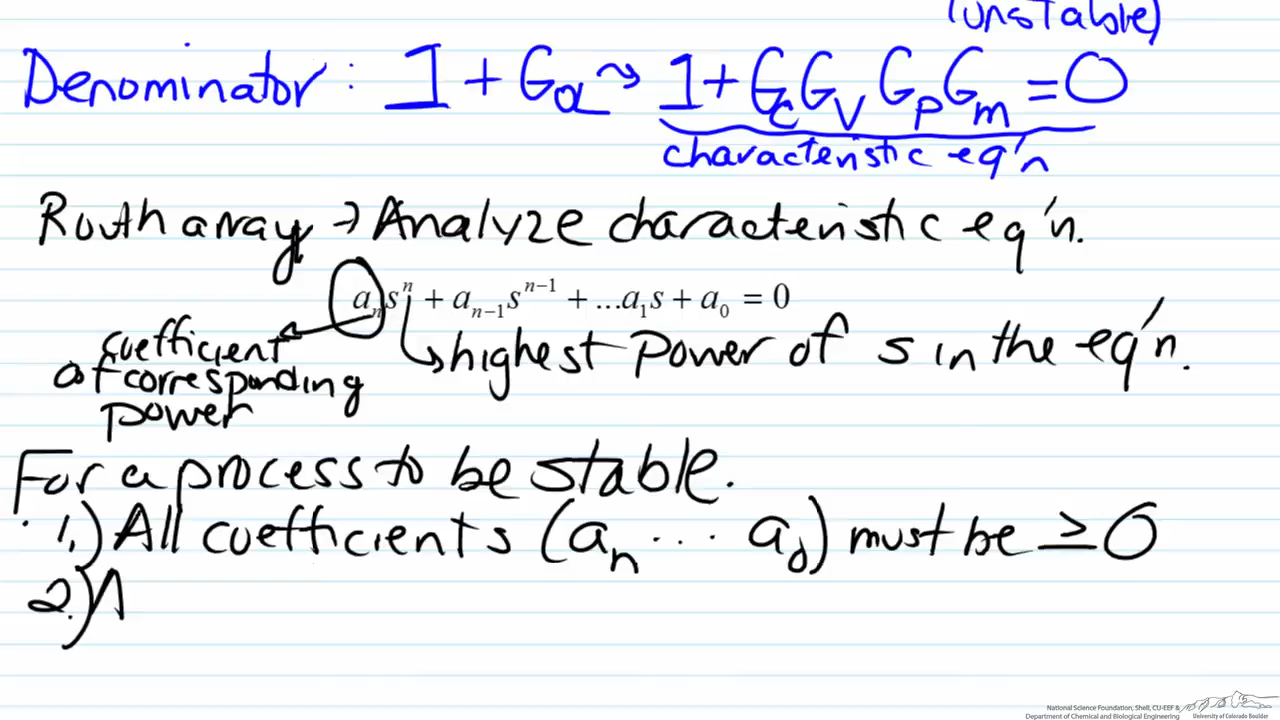 (unstable)
Denominator: 1 + G_OL → 1 + G_c G_v G_p G_m = 0
characteristic eq'n
Routh array → Analyze characteristic eq'n.
a_n s^n + a_{n-1} s^{n-1} + ...a_1 s + a_0 = 0
coefficient of corresponding power
highest power of s in the eq'n.
For a process to be stable.
1.) All coefficients (a_n ... a_0) must be ≥ 0
2.) A
National Science Foundation, Shell, CU-EEF &
Department of Chemical and Biological Engineering
University of Colorado Boulder